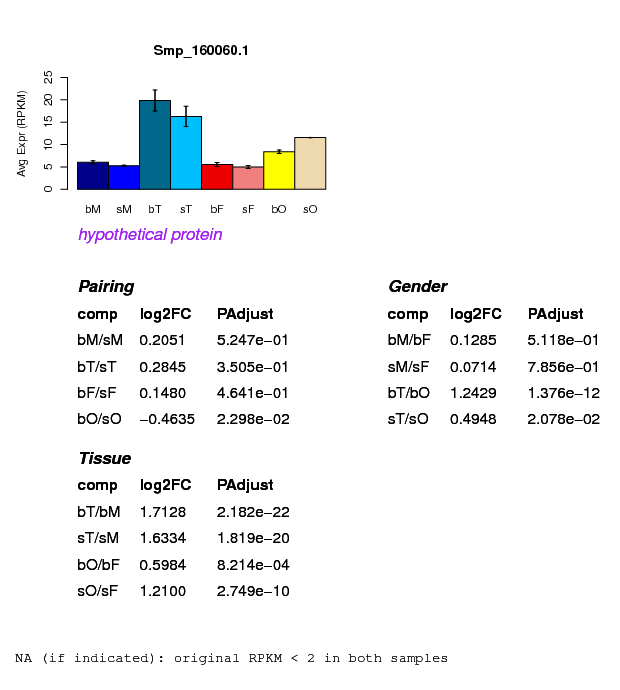 Smp_160060.1
Avg Expr (RPKM)
0 5 10 15 20 25
bM sM bT sT bF sF bO sO
hypothetical protein
Pairing
comp log2FC PAdjust
bM/sM 0.2051 5.247e−01
bT/sT 0.2845 3.505e−01
bF/sF 0.1480 4.641e−01
bO/sO −0.4635 2.298e−02
Gender
comp log2FC PAdjust
bM/bF 0.1285 5.118e−01
sM/sF 0.0714 7.856e−01
bT/bO 1.2429 1.376e−12
sT/sO 0.4948 2.078e−02
Tissue
comp log2FC PAdjust
bT/bM 1.7128 2.182e−22
sT/sM 1.6334 1.819e−20
bO/bF 0.5984 8.214e−04
sO/sF 1.2100 2.749e−10
NA (if indicated): original RPKM < 2 in both samples